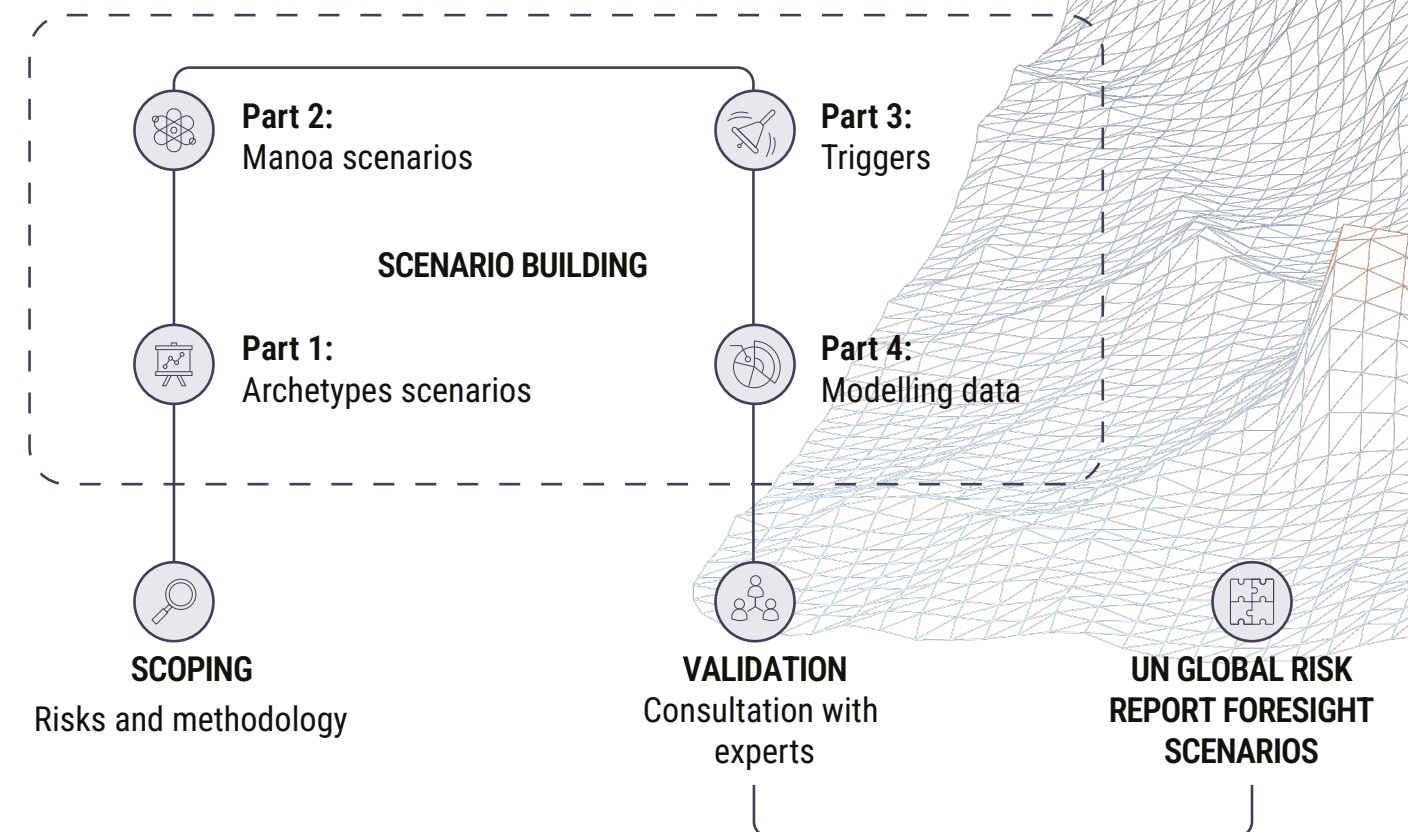 Part 2:
Manoa scenarios
Part 3:
Triggers
SCENARIO BUILDING
Part 1:
Archetypes scenarios
Part 4:
Modelling data
SCOPING
Risks and methodology
VALIDATION
Consultation with
experts
UN GLOBAL RISK
REPORT FORESIGHT
SCENARIOS